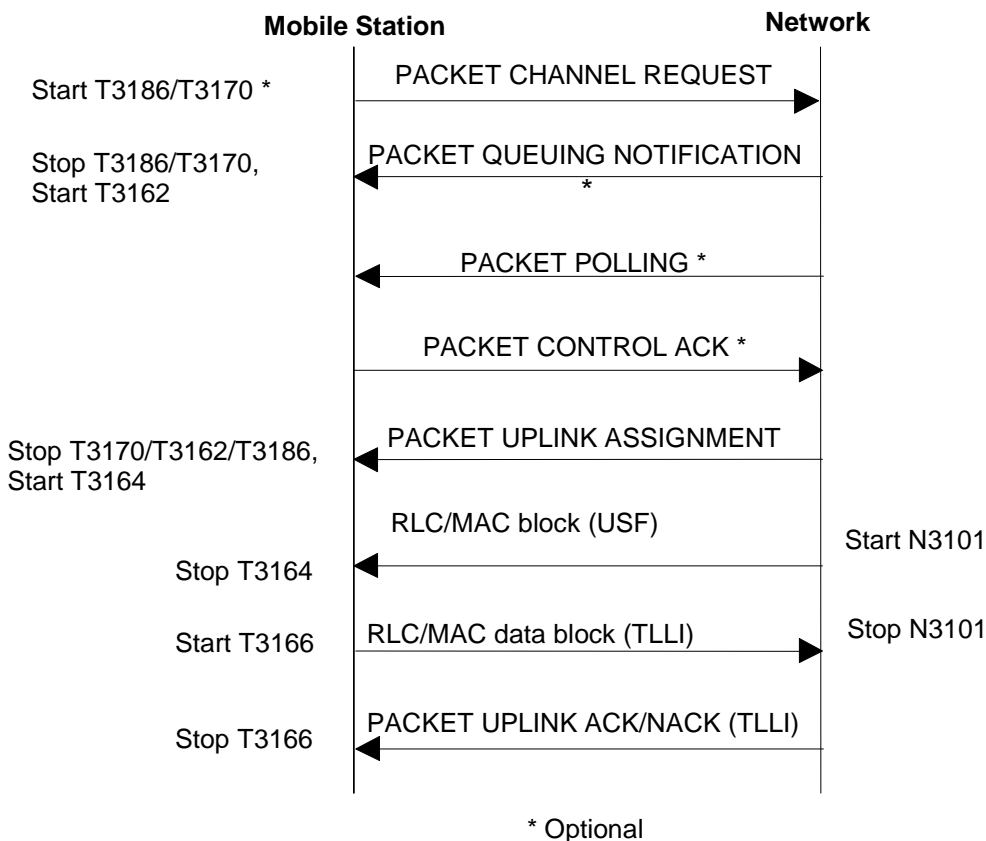 Mobile Station
Network
Start T3186/T3170 *
PACKET CHANNEL REQUEST
Stop T3186/T3170,
Start T3162
PACKET QUEUING NOTIFICATION
*
PACKET POLLING *
PACKET CONTROL ACK *
Stop T3170/T3162/T3186,
Start T3164
PACKET UPLINK ASSIGNMENT
RLC/MAC block (USF)
Start N3101
Stop T3164
Start T3166
RLC/MAC data block (TLLI)
Stop N3101
PACKET UPLINK ACK/NACK (TLLI)
Stop T3166
* Optional